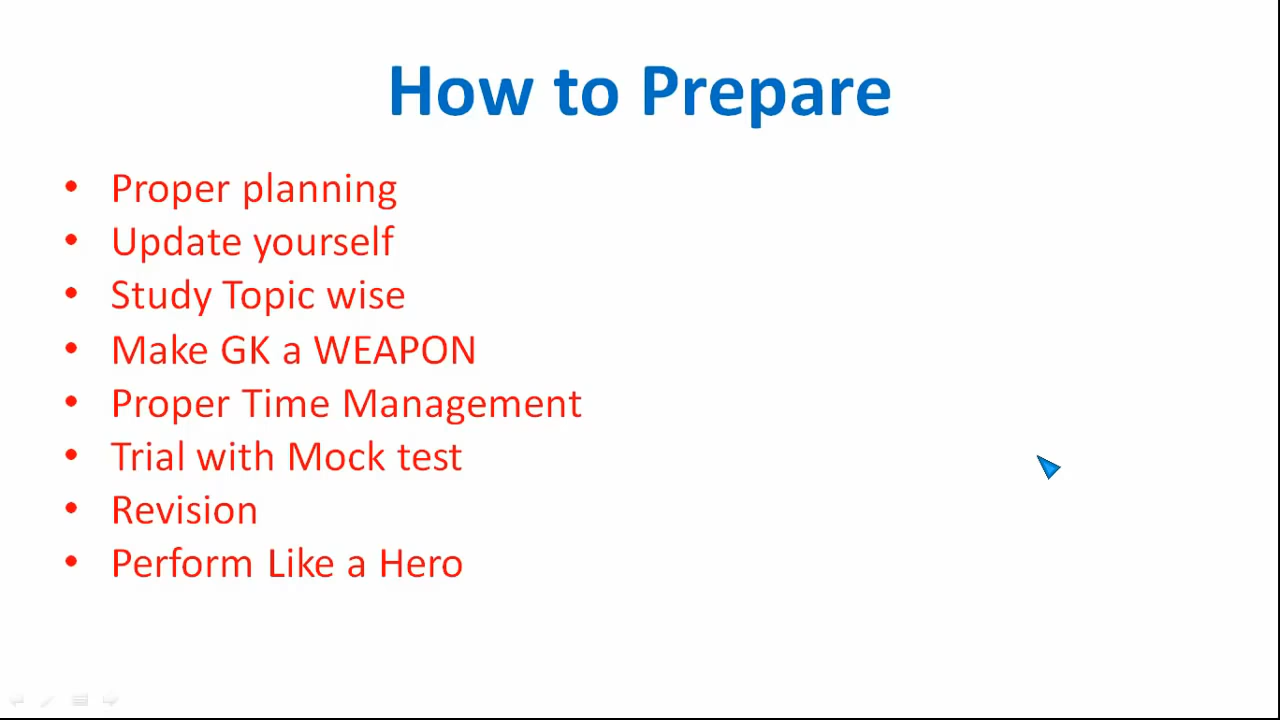 How to Prepare
• Proper planning
• Update yourself
• Study Topic wise
• Make GK a WEAPON
• Proper Time Management
• Trial with Mock test
• Revision
• Perform Like a Hero